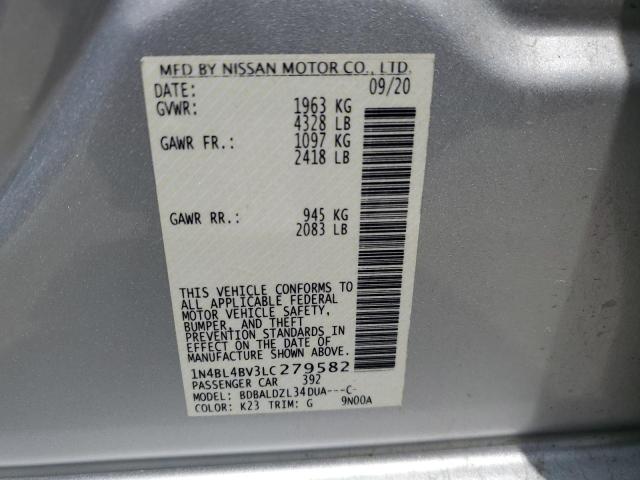 MFD BY NISSAN MOTOR CO., LTD.
DATE: 09/20
GVWR: 1963 KG
4328 LB
GAWR FR.: 1097 KG
2418 LB
GAWR RR.: 945 KG
2083 LB
THIS VEHICLE CONFORMS TO
ALL APPLICABLE FEDERAL
MOTOR VEHICLE SAFETY,
BUMPER, AND THEFT
PREVENTION STANDARDS IN
EFFECT ON THE DATE OF
MANUFACTURE SHOWN ABOVE.
1N4BL4BV3LC279582
PASSENGER CAR 392
MODEL: BDBALDZL34DUA---C-
COLOR: K23 TRIM: G 9N00A